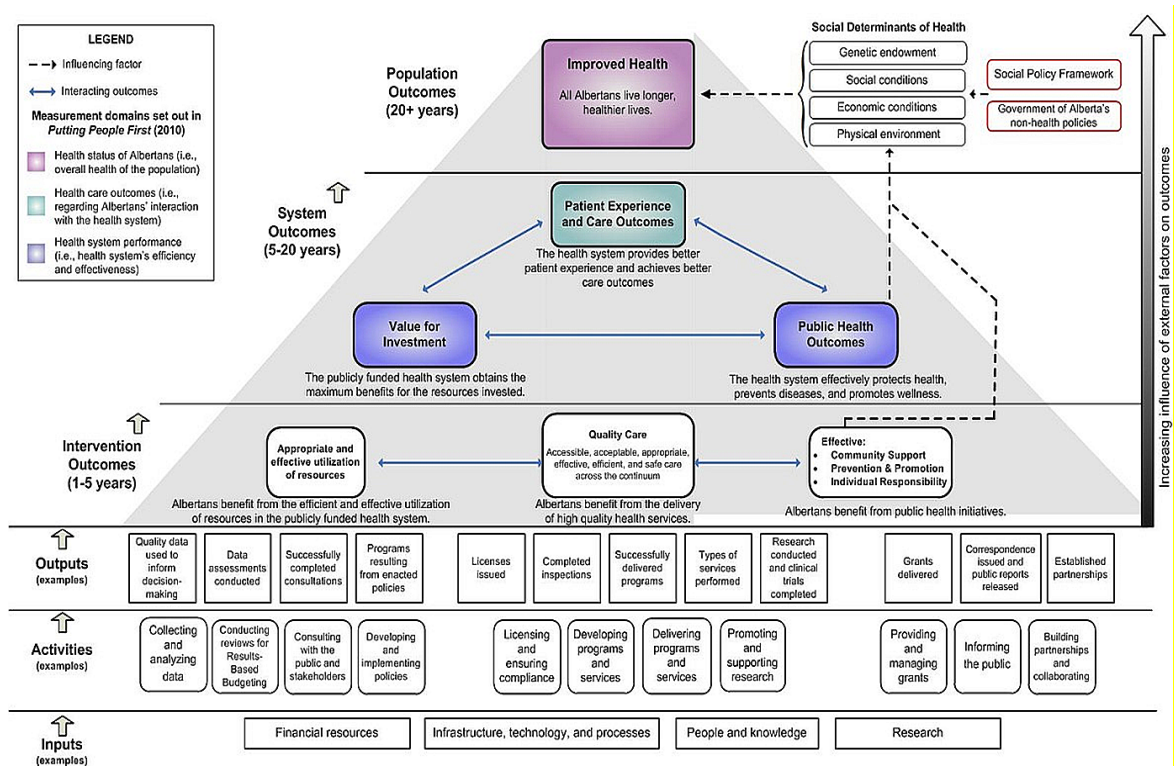 LEGEND
Influencing factor
Interacting outcomes
Measurement domains set out in
Putting People First (2010)
Health status of Albertans (i.e.,
overall health of the population)
Health care outcomes (i.e.,
regarding Albertans' interaction
with the health system)
Health system performance
(i.e., health system's efficiency
and effectiveness)
Population
Outcomes
(20+ years)
Improved Health
All Albertans live longer,
healthier lives.
Social Determinants of Health
Genetic endowment
Social conditions
Economic conditions
Physical environment
Social Policy Framework
Government of Alberta's
non-health policies
Increasing influence of external factors on outcomes
System
Outcomes
(5-20 years)
Patient Experience
and Care Outcomes
The health system provides better
patient experience and achieves better
care outcomes
Value for
Investment
The publicly funded health system obtains the
maximum benefits for the resources invested.
Public Health
Outcomes
The health system effectively protects health,
prevents diseases, and promotes wellness.
Intervention
Outcomes
(1-5 years)
Appropriate and
effective utilization
of resources
Albertans benefit from the efficient and effective utilization
of resources in the publicly funded health system.
Quality Care
Accessible, acceptable, appropriate,
effective, efficient, and safe care
across the continuum
Albertans benefit from the delivery
of high quality health services.
Effective:
• Community Support
• Prevention & Promotion
• Individual Responsibility
Albertans benefit from public health initiatives.
Outputs
(examples)
Quality data
used to
inform
decision-
making
Data
assessments
conducted
Successfully
completed
consultations
Programs
resulting
from enacted
policies
Licenses
issued
Completed
inspections
Successfully
delivered
programs
Types of
services
performed
Research
conducted
and clinical
trials
completed
Grants
delivered
Correspondence
issued and
public reports
released
Established
partnerships
Activities
(examples)
Collecting
and
analyzing
data
Conducting
reviews for
Results-
Based
Budgeting
Consulting
with the
public and
stakeholders
Developing
and
implementing
policies
Licensing
and
ensuring
compliance
Developing
programs
and
services
Delivering
programs
and
services
Promoting
and
supporting
research
Providing
and
managing
grants
Informing
the public
Building
partnerships
and
collaborating
Inputs
(examples)
Financial resources
Infrastructure, technology, and processes
People and knowledge
Research